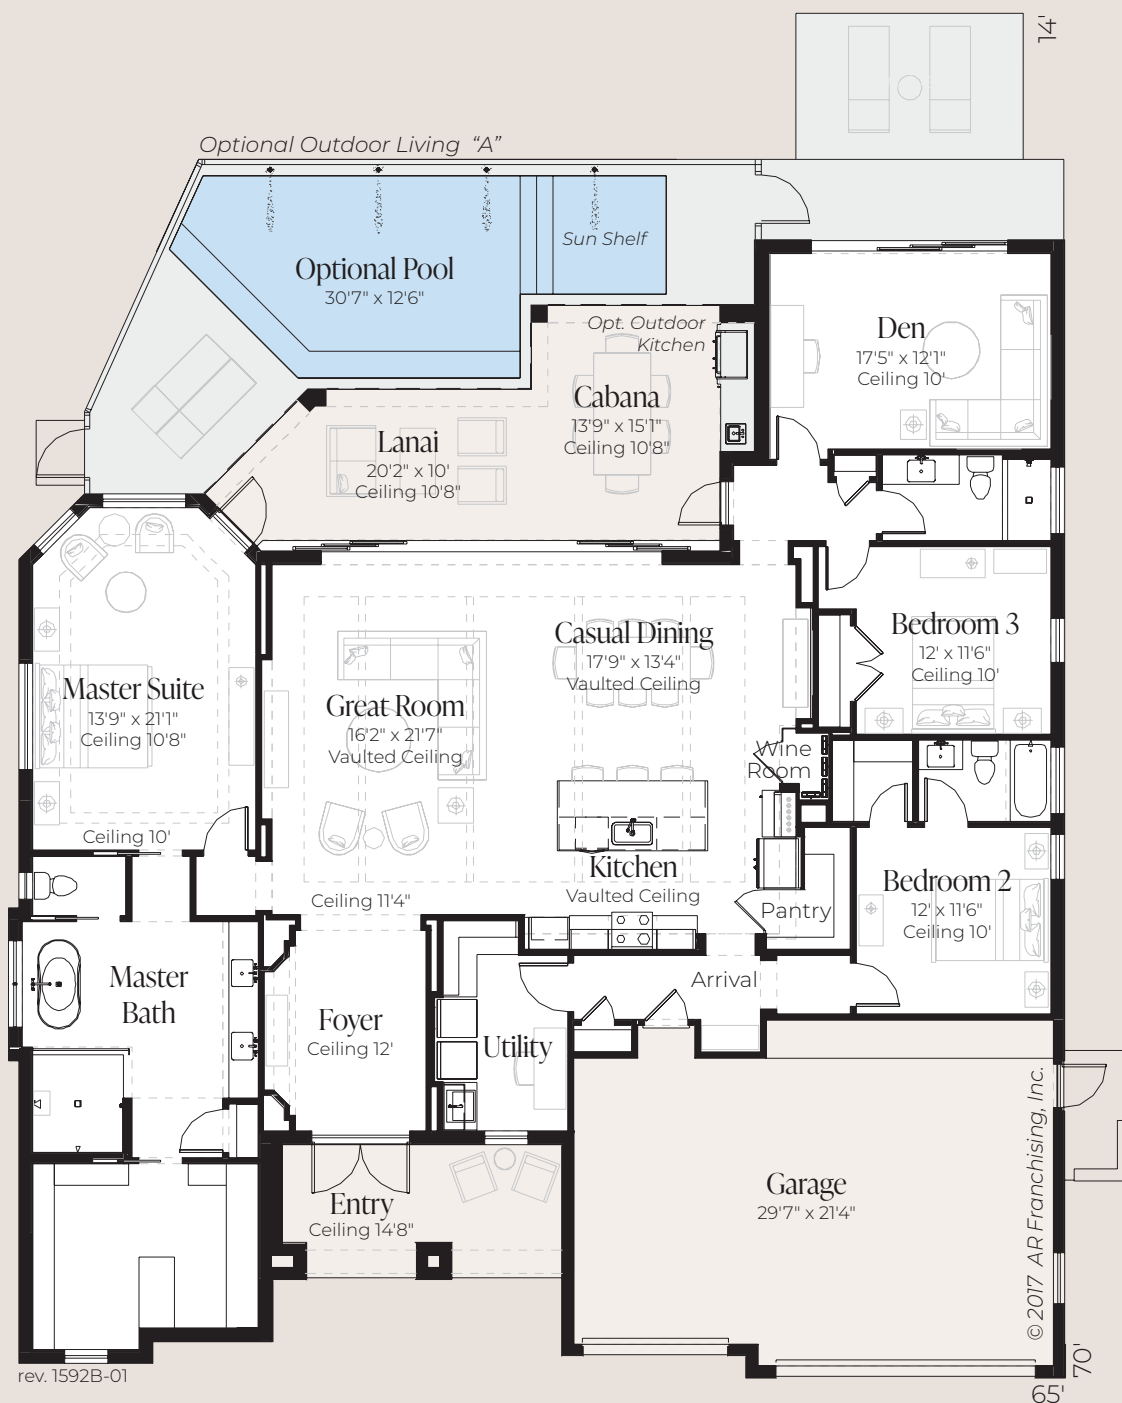 14'
Optional Outdoor Living “A”
Sun Shelf
Optional Pool
30'7" x 12'6"
Opt. Outdoor
Kitchen
Den
17'5" x 12'1"
Ceiling 10'
Cabana
13'9" x 15'1"
Ceiling 10'8"
Lanai
20'2" x 10'
Ceiling 10'8"
Bedroom 3
12' x 11'6"
Ceiling 10'
Casual Dining
17'9" x 13'4"
Vaulted Ceiling
Master Suite
13'9" x 21'1"
Ceiling 10'8"
Great Room
16'2" x 21'7"
Vaulted Ceiling
Wine
Room
Ceiling 10'
Kitchen
Vaulted Ceiling
Bedroom 2
12' x 11'6"
Ceiling 10'
Ceiling 11'4"
Pantry
Master
Bath
Arrival
Foyer
Ceiling 12'
Utility
Garage
29'7" x 21'4"
Entry
Ceiling 14'8"
© 2017 AR Franchising, Inc.
70'
rev. 1592B-01
65'